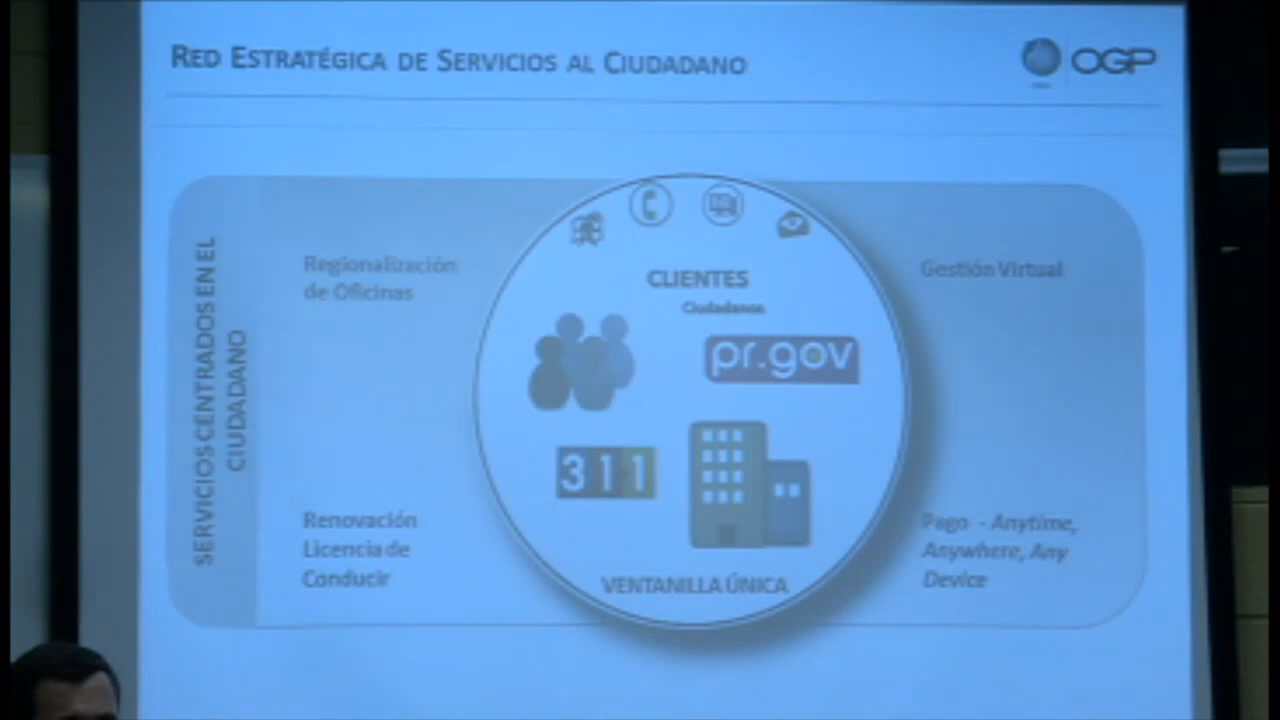 RED ESTRATÉGICA DE SERVICIOS AL CIUDADANO
OGP
SERVICIOS CENTRADOS EN EL
CIUDADANO
Regionalización
de Oficinas
CLIENTES
Ciudadanos
pr.gov
311
VENTANILLA ÚNICA
Gestión Virtual
Renovación
Licencia de
Conducir
Pago - Anytime,
Anywhere, Any
Device